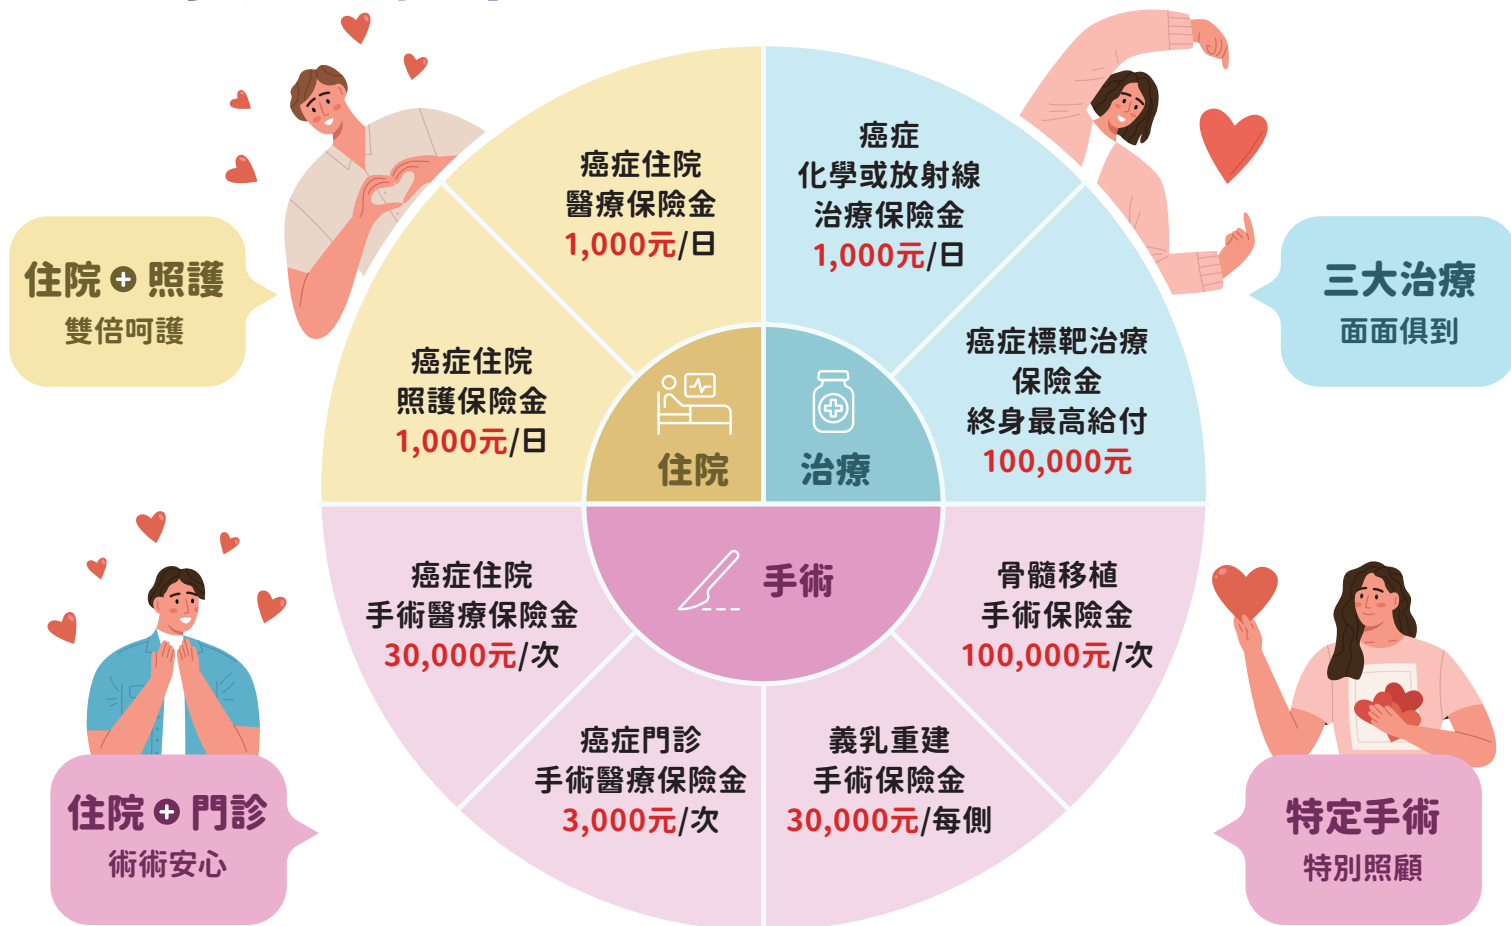 住院+照護
雙倍呵護
癌症住院
醫療保險金
1,000元/日
癌症
化學或放射線
治療保險金
1,000元/日
三大治療
面面俱到
癌症住院
照護保險金
1,000元/日
癌症標靶治療
保險金
終身最高給付
100,000元
住院
治療
手術
癌症住院
手術醫療保險金
30,000元/次
骨髓移植
手術保險金
100,000元/次
癌症門診
手術醫療保險金
3,000元/次
義乳重建
手術保險金
30,000元/每側
住院+門診
術術安心
特定手術
特別照顧